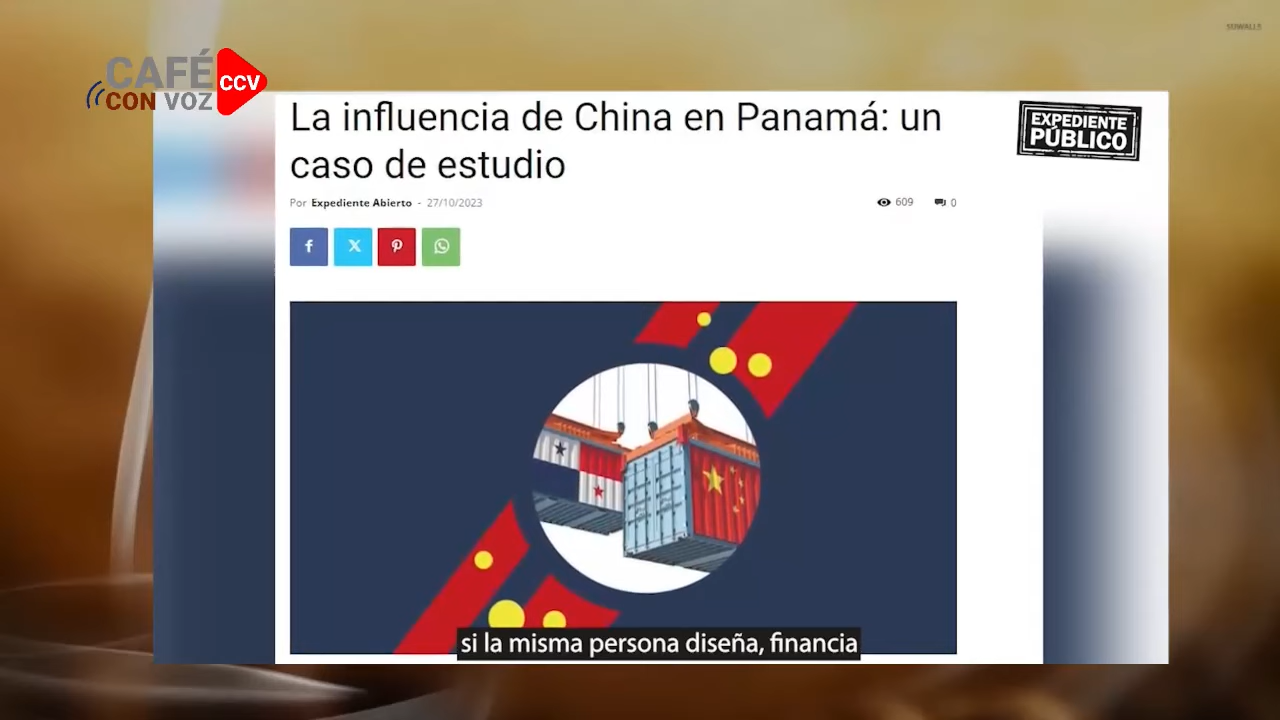 SUWALLS
CAFÉ
CON VOZ
CCV
La influencia de China en Panamá: un
caso de estudio
EXPEDIENTE
PÚBLICO
Por Expediente Abierto - 27/10/2023
609
0
si la misma persona diseña, financia